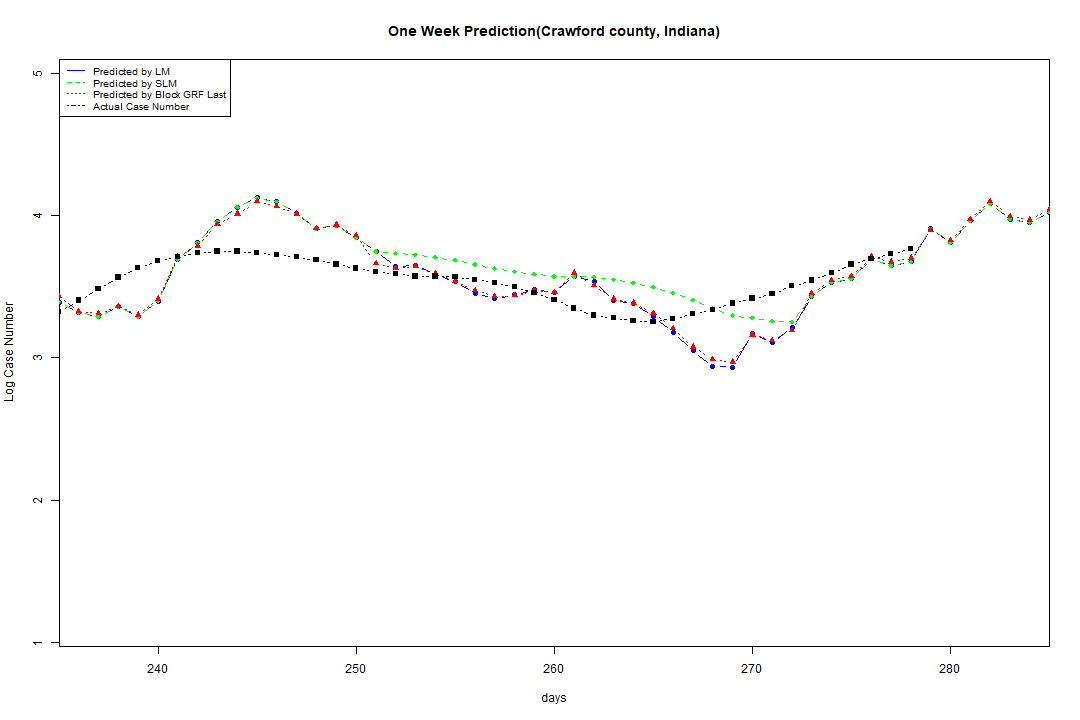 One Week Prediction(Crawford county, Indiana)
Predicted by LM
Predicted by SLM
Predicted by Block GRF Last
Actual Case Number
5
4
3
2
1
Log Case Number
240 250 260 270 280
days